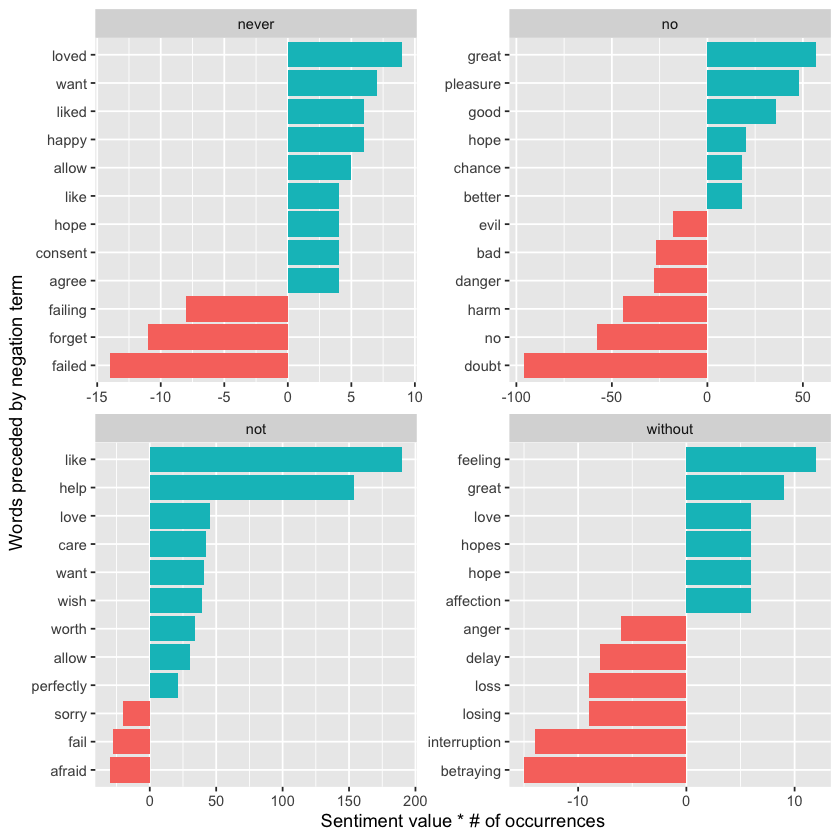 never
loved
want
liked
happy
allow
like
hope
consent
agree
failing
forget
failed
-15 -10 -5 0 5 10
no
great
pleasure
good
hope
chance
better
evil
bad
danger
harm
no
doubt
-100 -50 0 50
not
like
help
love
care
want
wish
worth
allow
perfectly
sorry
fail
afraid
0 50 100 150 200
without
feeling
great
love
hopes
hope
affection
anger
delay
loss
losing
interruption
betraying
-10 0 10
Words preceded by negation term
Sentiment value * # of occurrences